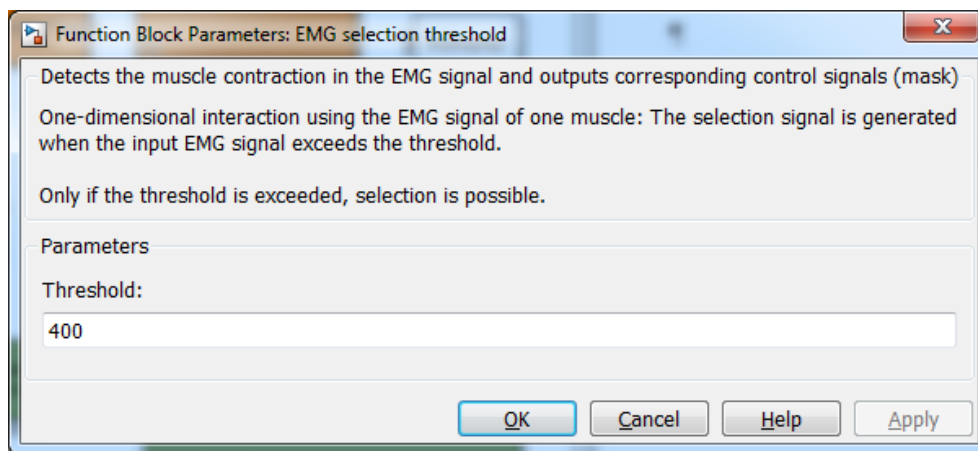 Function Block Parameters: EMG selection threshold
Detects the muscle contraction in the EMG signal and outputs corresponding control signals (mask)
One-dimensional interaction using the EMG signal of one muscle: The selection signal is generated
when the input EMG signal exceeds the threshold.
Only if the threshold is exceeded, selection is possible.
Parameters
Threshold:
400
OK Cancel Help Apply